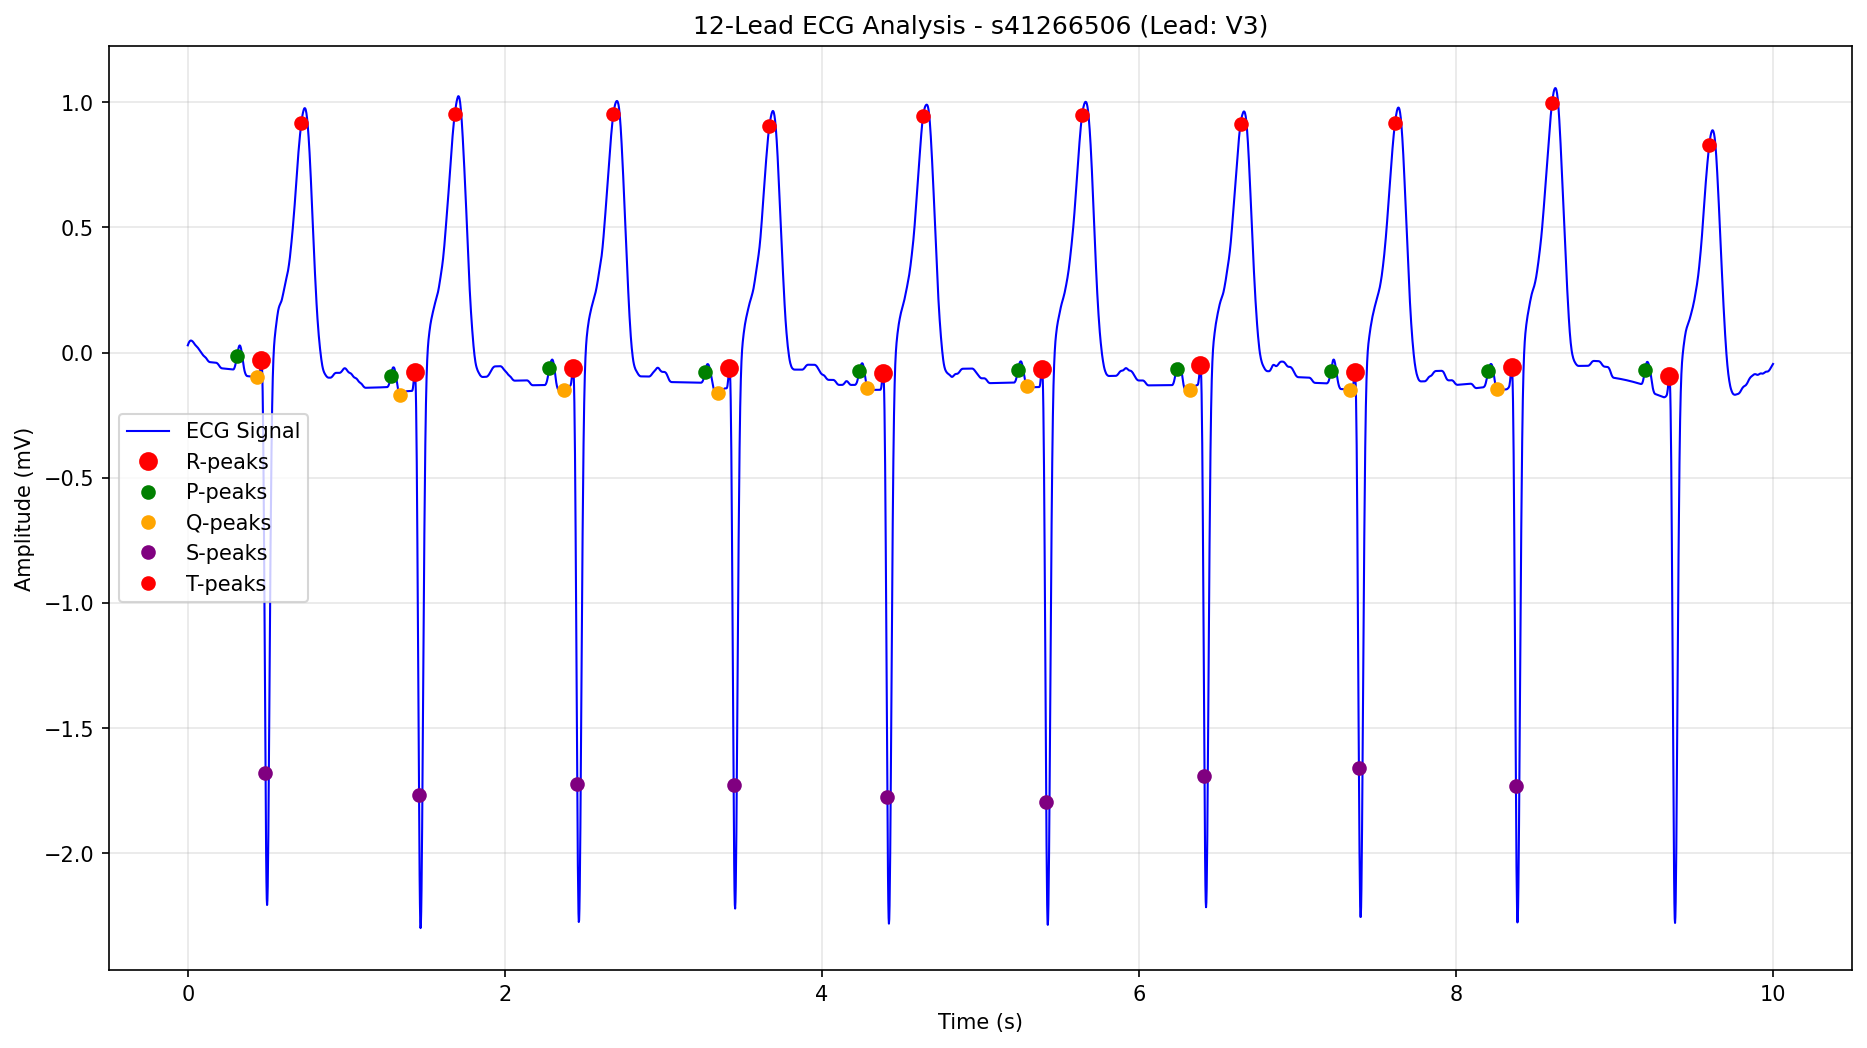 12-Lead ECG Analysis - s41266506 (Lead: V3)
1.0
0.5
0.0
−0.5
−1.0
−1.5
−2.0
Amplitude (mV)
ECG Signal
R-peaks
P-peaks
Q-peaks
S-peaks
T-peaks
0 2 4 6 8 10
Time (s)